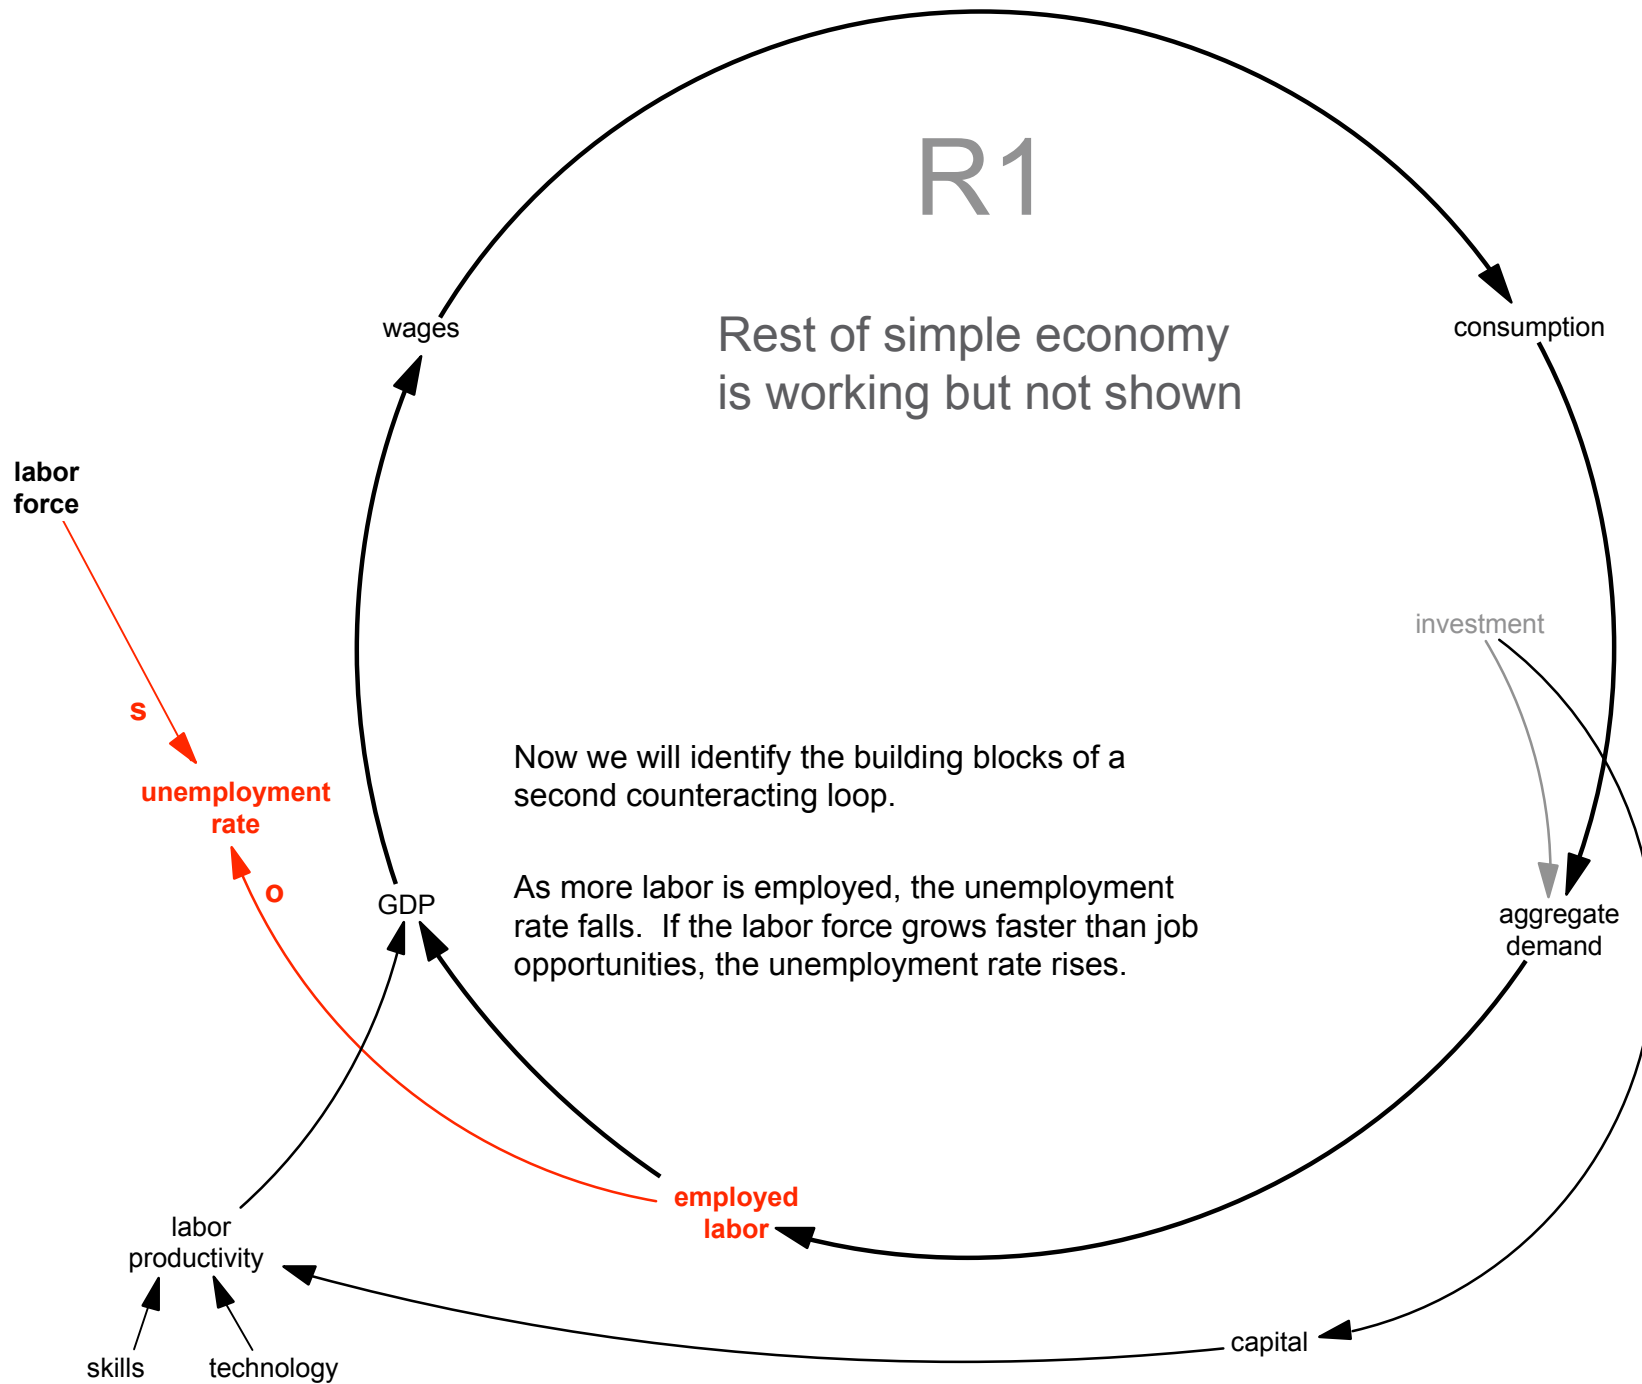 R1
Rest of simple economy
is working but not shown
wages
consumption
labor
force
investment
s
unemployment
rate
o
Now we will identify the building blocks of a
second counteracting loop.
GDP
As more labor is employed, the unemployment
rate falls.  If the labor force grows faster than job
opportunities, the unemployment rate rises.
aggregate
demand
employed
labor
labor
productivity
capital
skills
technology